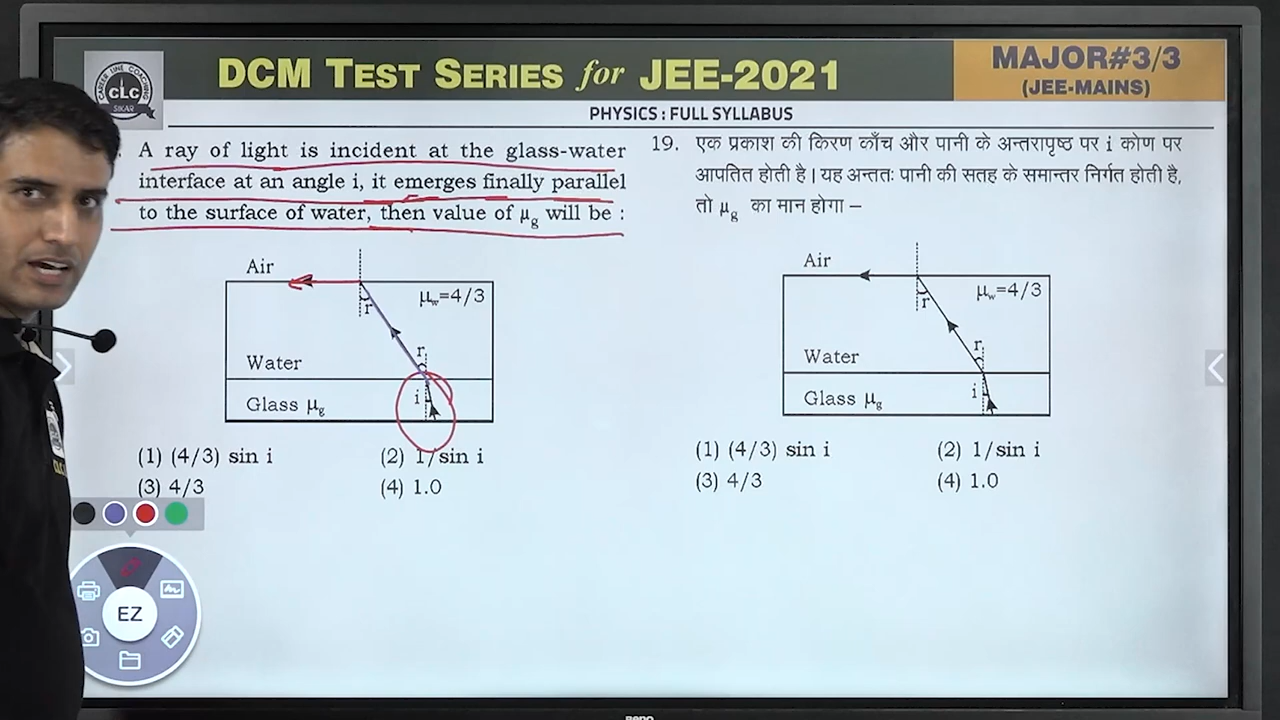 CAREER LINE COACHING
CLC
SIKAR
DCM TEST SERIES for JEE-2021
MAJOR#3/3
(JEE-MAINS)
PHYSICS : FULL SYLLABUS
A ray of light is incident at the glass-water
interface at an angle i, it emerges finally parallel
to the surface of water, then value of μg will be :
Air
μw=4/3
r
r
Water
i
Glass μg
(1) (4/3) sin i
(2) 1/sin i
(3) 4/3
(4) 1.0
19. एक प्रकाश की किरण काँच और पानी के अन्तरापृष्ठ पर i कोण पर
आपतित होती है। यह अन्ततः पानी की सतह के समान्तर निर्गत होती है,
तो μg का मान होगा –
Air
μw=4/3
r
r
Water
i
Glass μg
(1) (4/3) sin i
(2) 1/sin i
(3) 4/3
(4) 1.0
EZ